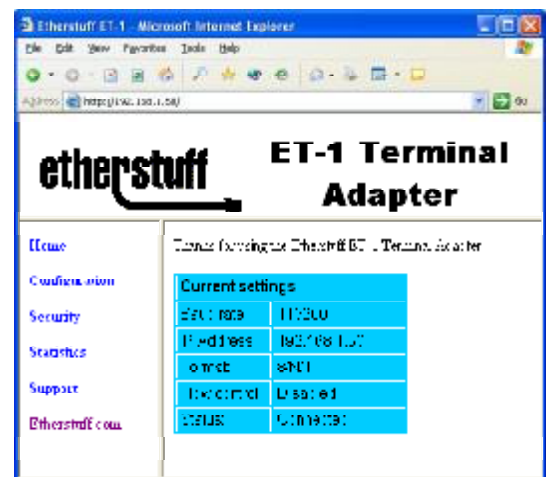 Etherstuff ET-1 - Microsoft Internet Explorer
File Edit View Favorites Tools Help
Address Go
etherstuff
ET-1 Terminal
Adapter
Home
Configuration
Security
Statistics
Support
Etherstuff.com
Thanks for using the Etherstuff ET-1 Terminal Adapter
Current settings
Baud rate
IP Address
Format 8N1
Flow control Disabled
Status Connected